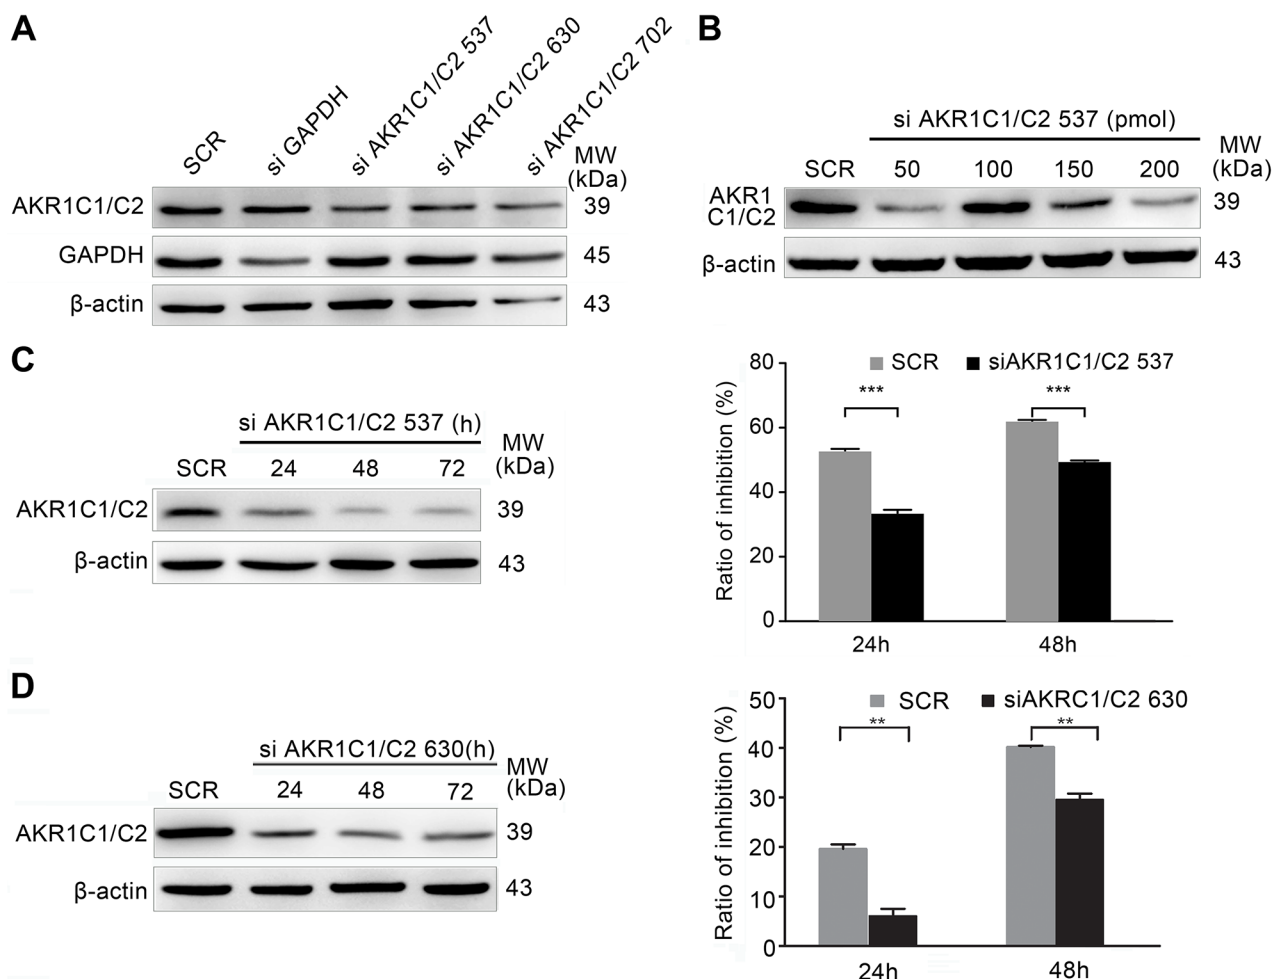 A
SCR
si GAPDH
si AKR1C1/C2 537
si AKR1C1/C2 630
si AKR1C1/C2 702
MW
(kDa)
AKR1C1/C2
39
GAPDH
45
β-actin
43
B
si AKR1C1/C2 537 (pmol)
SCR 50 100 150 200
MW
(kDa)
AKR1
C1/C2
39
β-actin
43
C
si AKR1C1/C2 537 (h)
SCR 24 48 72
MW
(kDa)
AKR1C1/C2
39
β-actin
43
SCR
siAKR1C1/C2 537
***
***
Ratio of inhibition (%)
80
60
40
20
0
24h
48h
D
si AKR1C1/C2 630(h)
SCR 24 48 72
MW
(kDa)
AKR1C1/C2
39
β-actin
43
SCR
siAKRC1/C2 630
**
**
Ratio of inhibition (%)
50
40
30
20
10
0
24h
48h